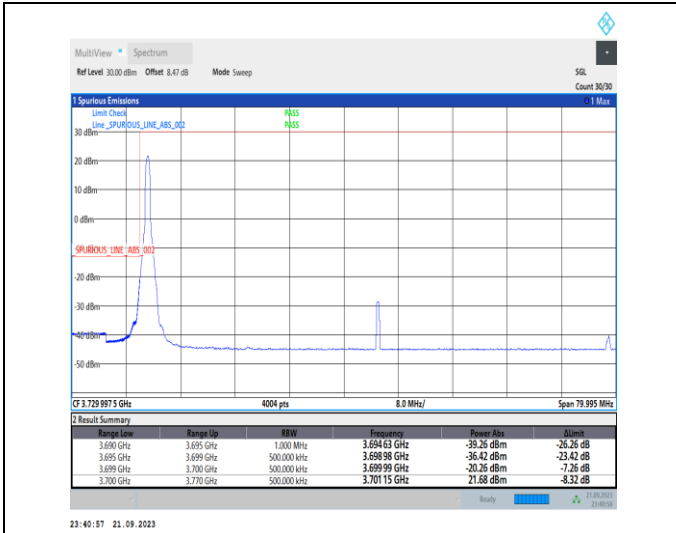 MultiView Spectrum
Ref Level 30.00 dBm Offset 8.47 dB Mode Sweep SGL
Count 30/30
1 Spurious Emissions 1 Max
Limit Check PASS
Line _SPURIOUS_LINE_ABS_002 PASS
30 dBm
20 dBm
10 dBm
0 dBm
_SPURIOUS_LINE_ABS_002
-20 dBm
-30 dBm
-40 dBm
-50 dBm
CF 3.729 997 5 GHz 4004 pts 8.0 MHz/ Span 79.995 MHz
2 Result Summary
Range Low Range Up RBW Frequency Power Abs ΔLimit
3.690 GHz 3.695 GHz 1.000 MHz 3.694 63 GHz -39.26 dBm -26.26 dB
3.695 GHz 3.699 GHz 500.000 kHz 3.698 98 GHz -36.42 dBm -23.42 dB
3.699 GHz 3.700 GHz 500.000 kHz 3.699 99 GHz -20.26 dBm -7.26 dB
3.700 GHz 3.770 GHz 500.000 kHz 3.701 15 GHz 21.68 dBm -8.32 dB
Ready 21.09.2023
23:40:56
23:40:57 21.09.2023